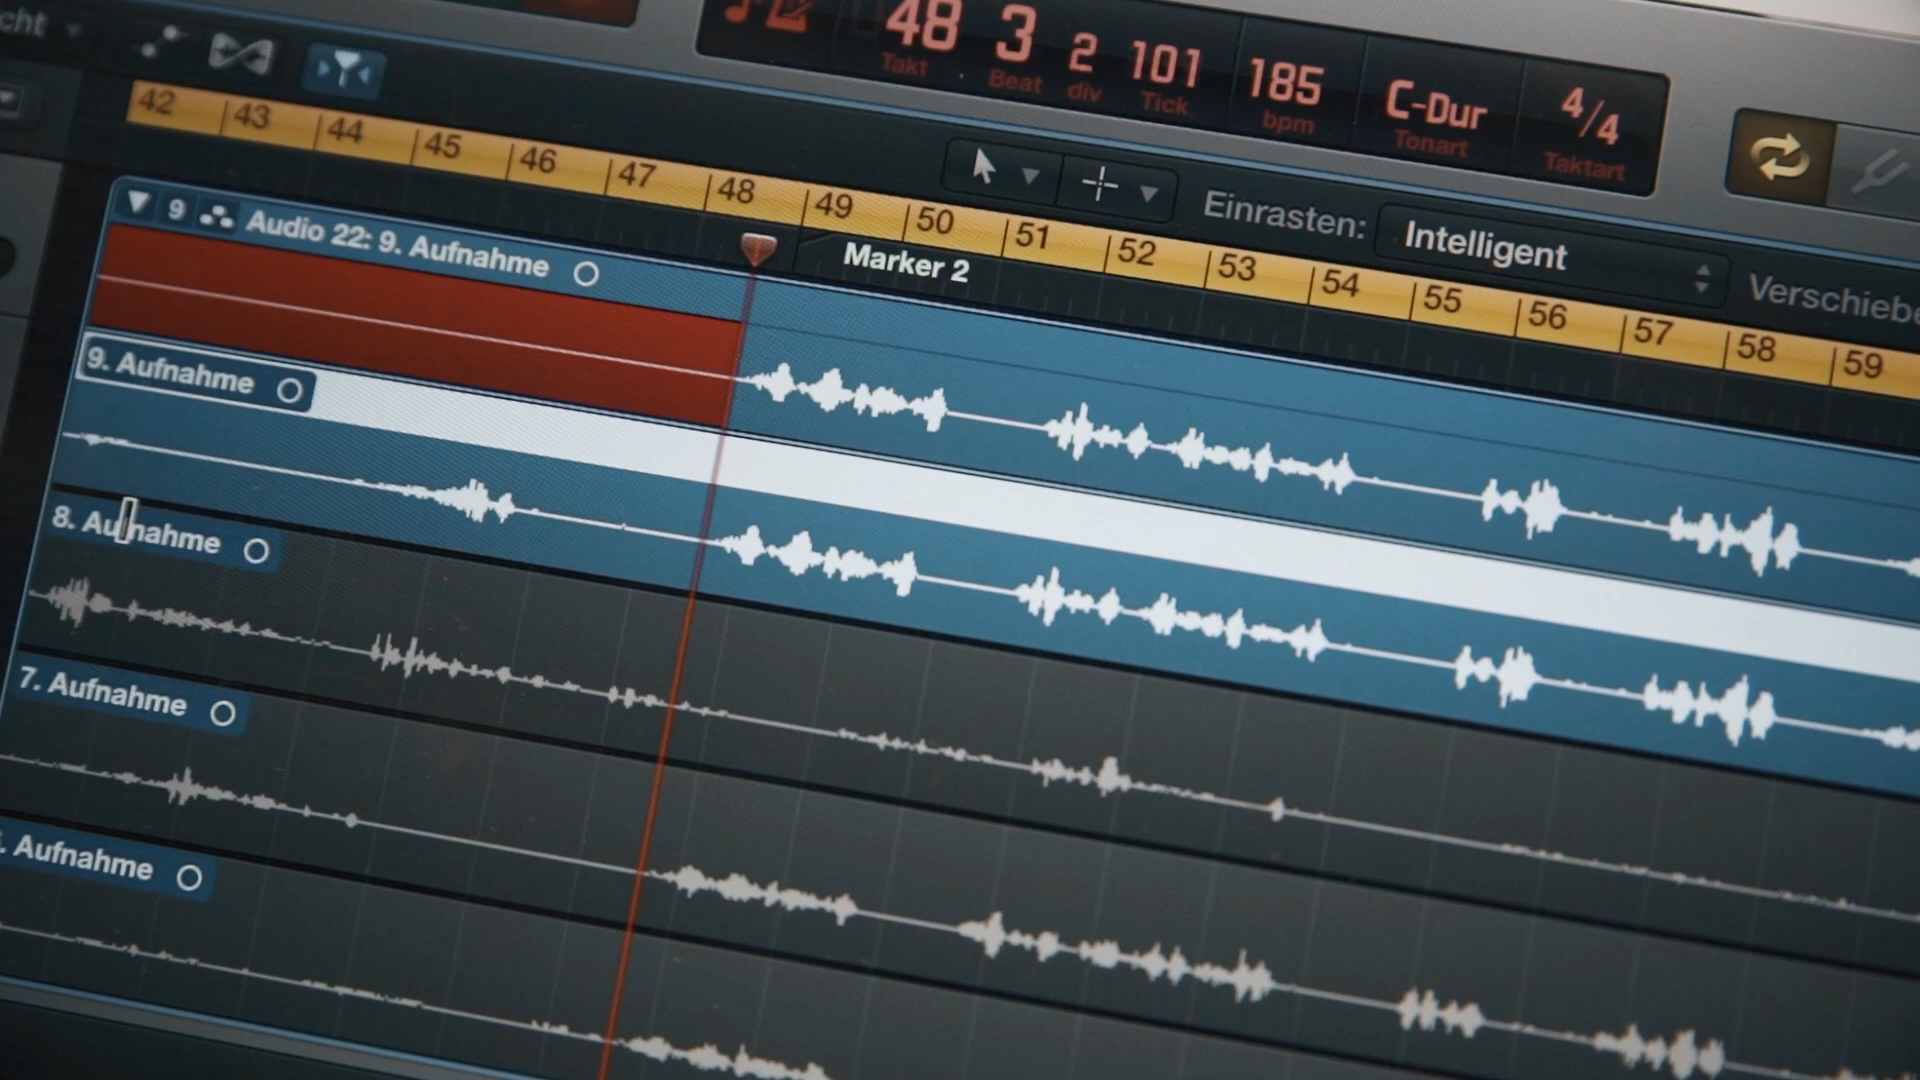 cht
48 3 2 101 185 C-Dur 4/4
Takt Beat div Tick bpm Tonart Taktart
42 43 44 45 46 47 48 49 50 51 52 53 54 55 56 57 58 59
Einrasten: Intelligent
Verschiebe
9 Audio 22: 9. Aufnahme
Marker 2
9. Aufnahme
8. Aufnahme
7. Aufnahme
. Aufnahme